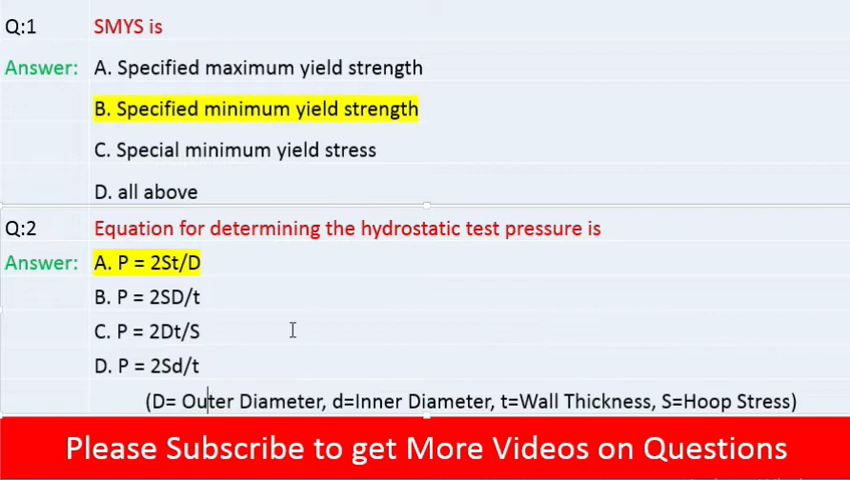 Q:1 SMYS is
Answer: A. Specified maximum yield strength
B. Specified minimum yield strength
C. Special minimum yield stress
D. all above
Q:2 Equation for determining the hydrostatic test pressure is
Answer: A. P = 2St/D
B. P = 2SD/t
C. P = 2Dt/S
D. P = 2Sd/t
(D= Outer Diameter, d=Inner Diameter, t=Wall Thickness, S=Hoop Stress)
Please Subscribe to get More Videos on Questions